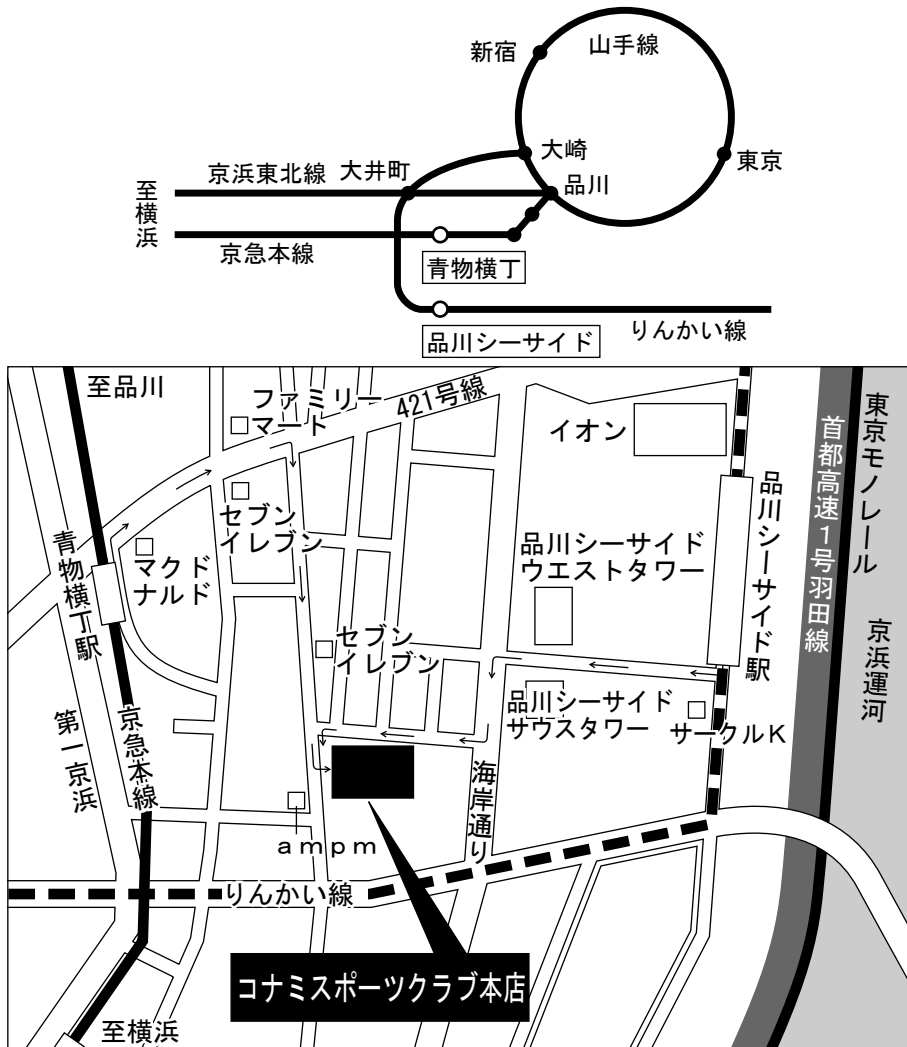 新宿
山手線
大崎
東京
京浜東北線
大井町
品川
至横浜
京急本線
青物横丁
りんかい線
品川シーサイド
至品川
ファミリー
マート
421号線
イオン
東京モノレール
首都高速1号羽田線
品川シーサイド駅
セブン
イレブン
青物横丁駅
マクド
ナルド
品川シーサイド
ウエストタワー
セブン
イレブン
京浜運河
第一京浜
京急本線
品川シーサイド
サウスタワー
サークルK
海岸通り
ampm
りんかい線
コナミスポーツクラブ本店
至横浜